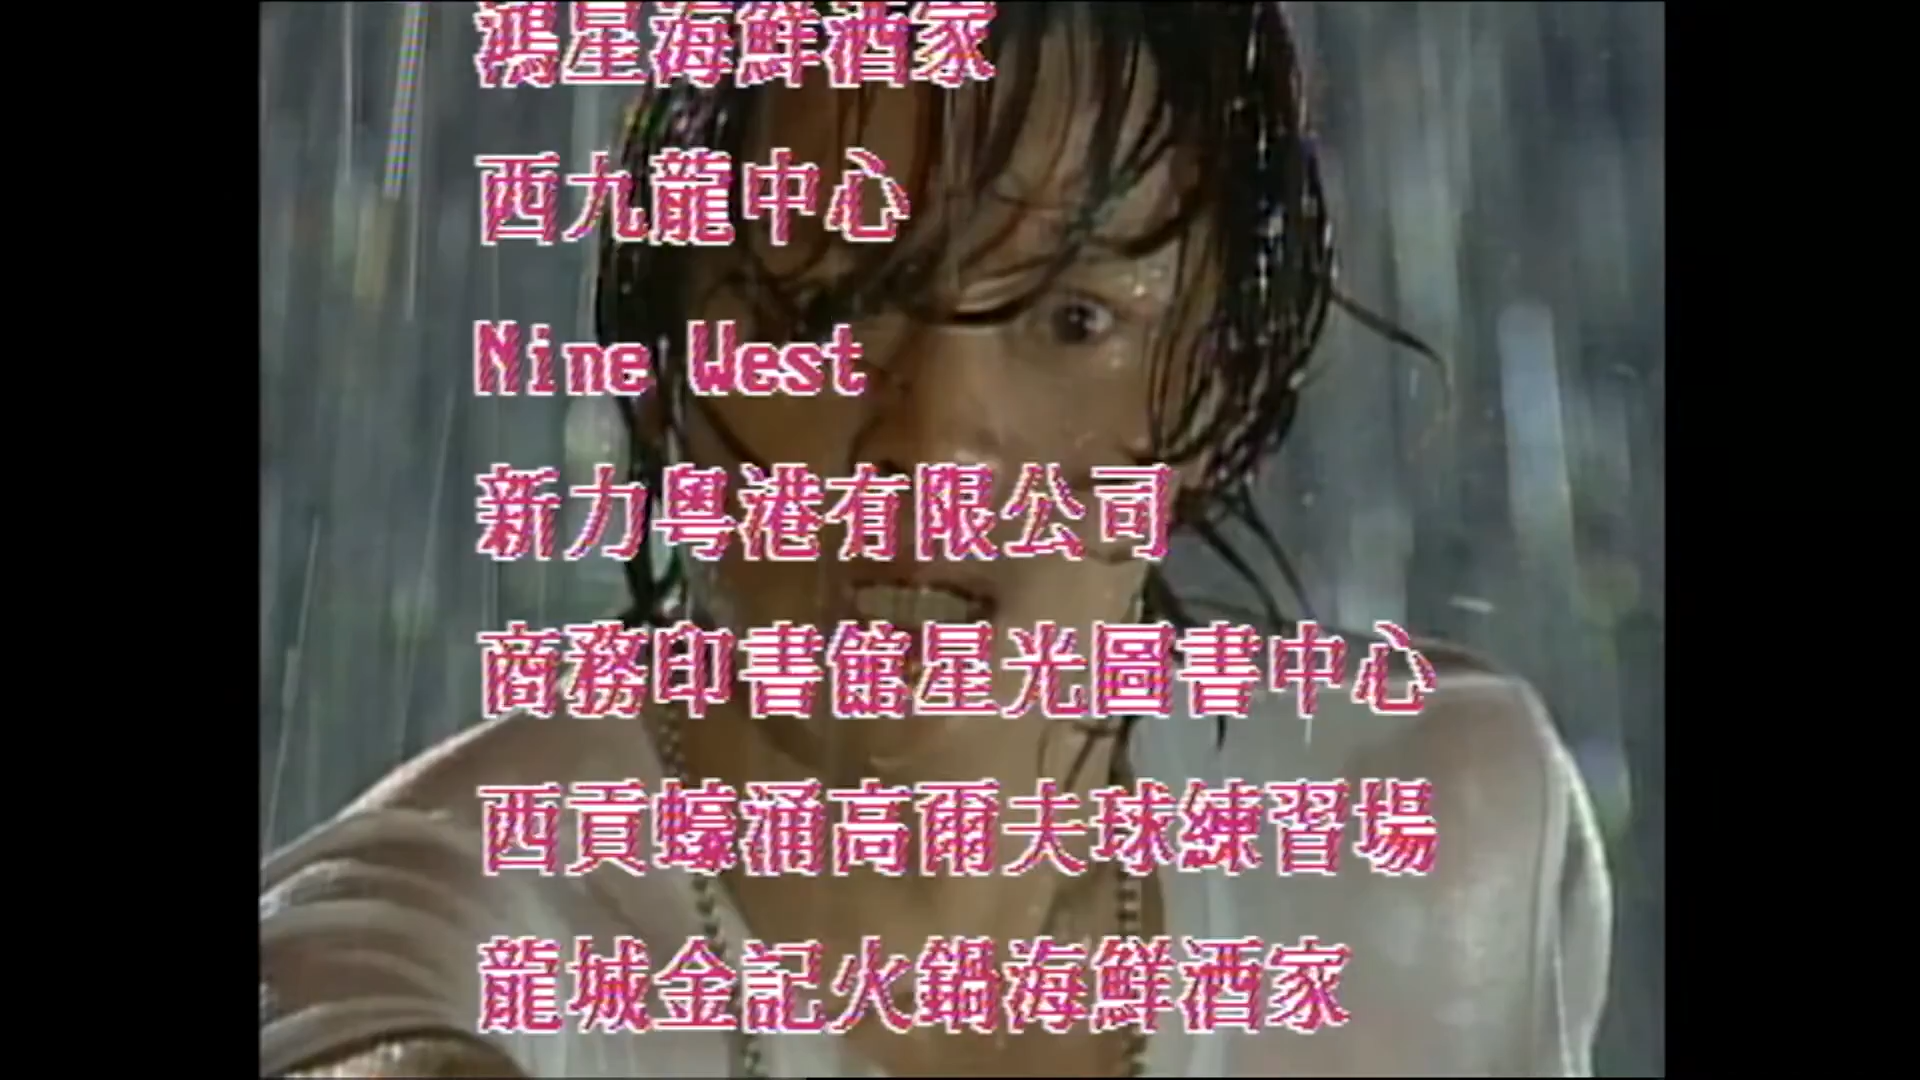 鴻星海鮮酒家
西九龍中心
Nine West
新力粵港有限公司
商務印書館星光圖書中心
西貢蠔涌高爾夫球練習場
龍城金記火鍋海鮮酒家